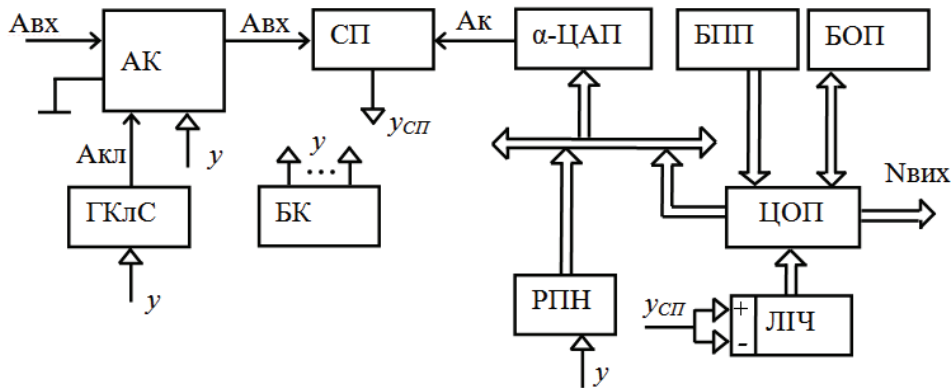 Авх
АК
Авх
СП
Ак
α-ЦАП
БПП
БОП
y
усп
Акл
y
ГКлС
БК
y
...
ЦОП
Nвих
РПН
y
усп
+
-
ЛІЧ